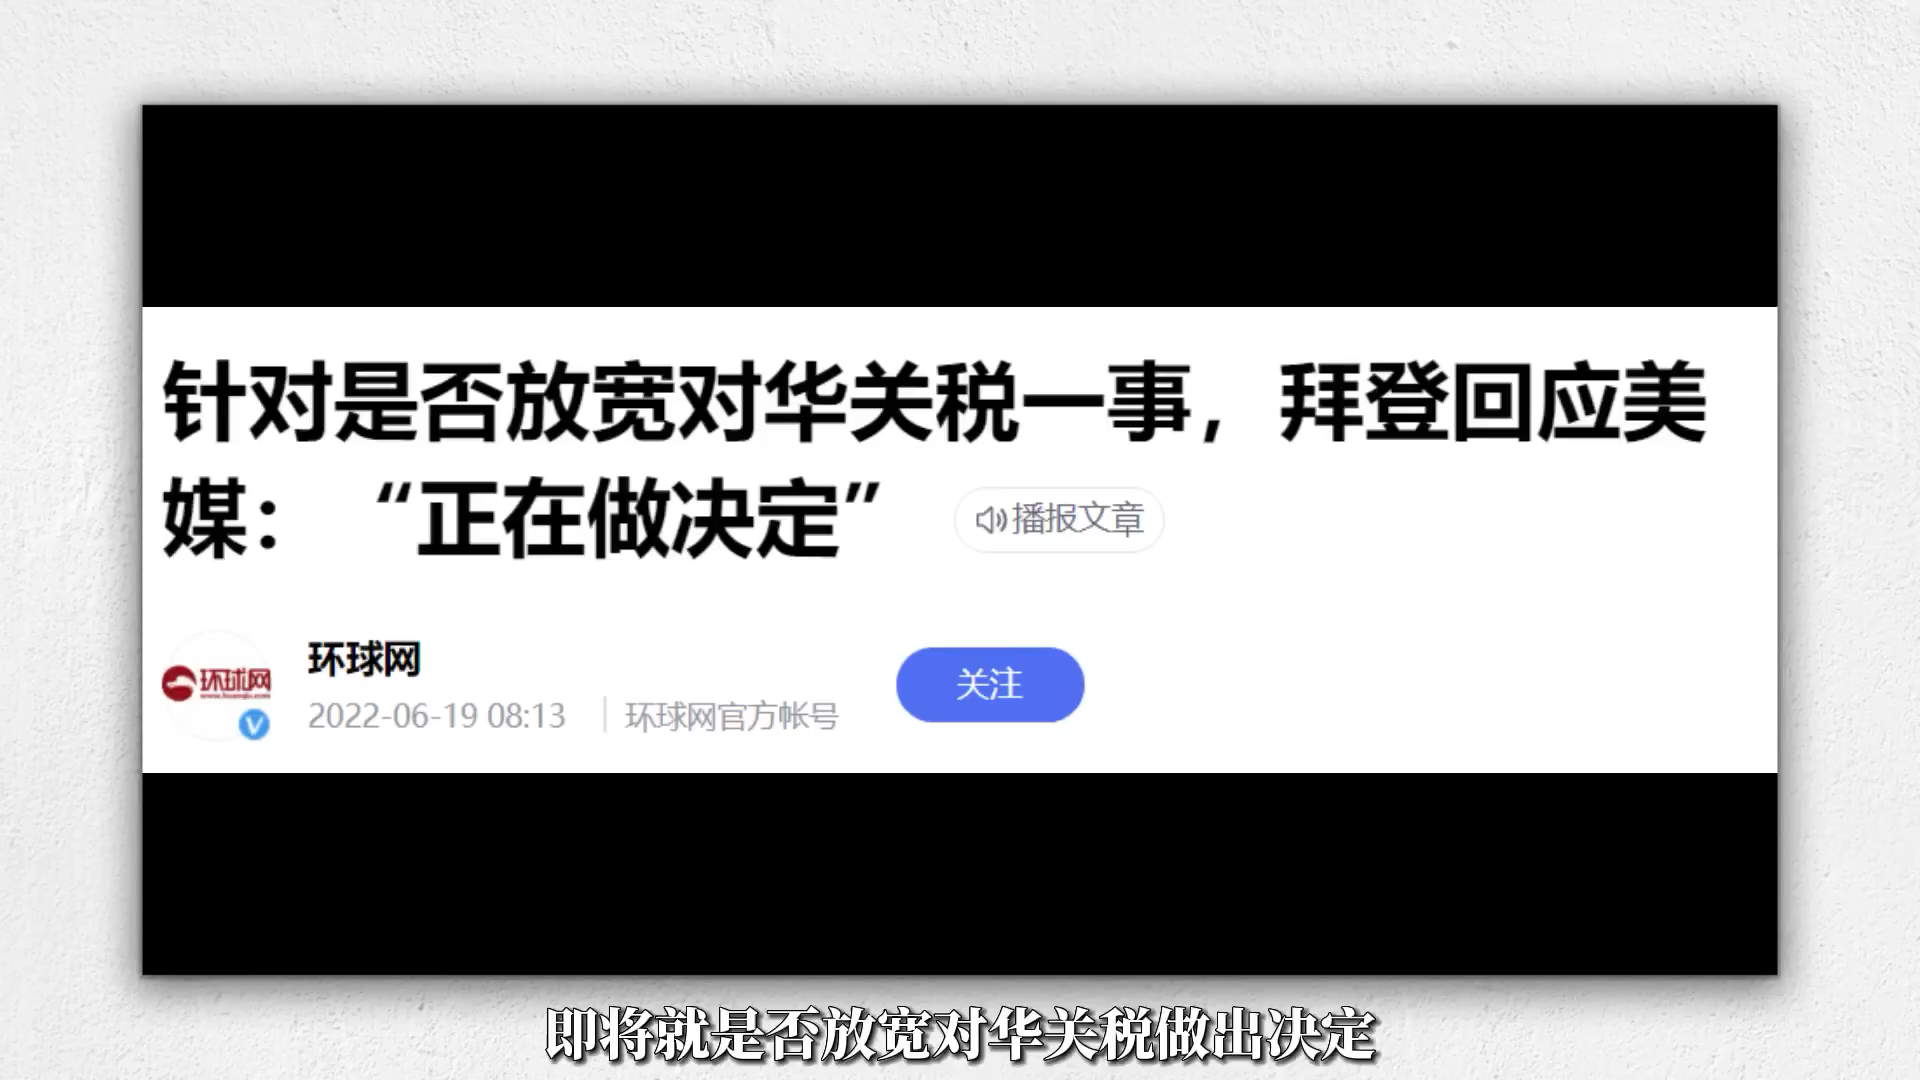 针对是否放宽对华关税一事，拜登回应美
媒：“正在做决定”
播报文章
环球网
环球网
www.huanqiu.com
V
2022-06-19 08:13
环球网官方帐号
关注
即将就是否放宽对华关税做出决定